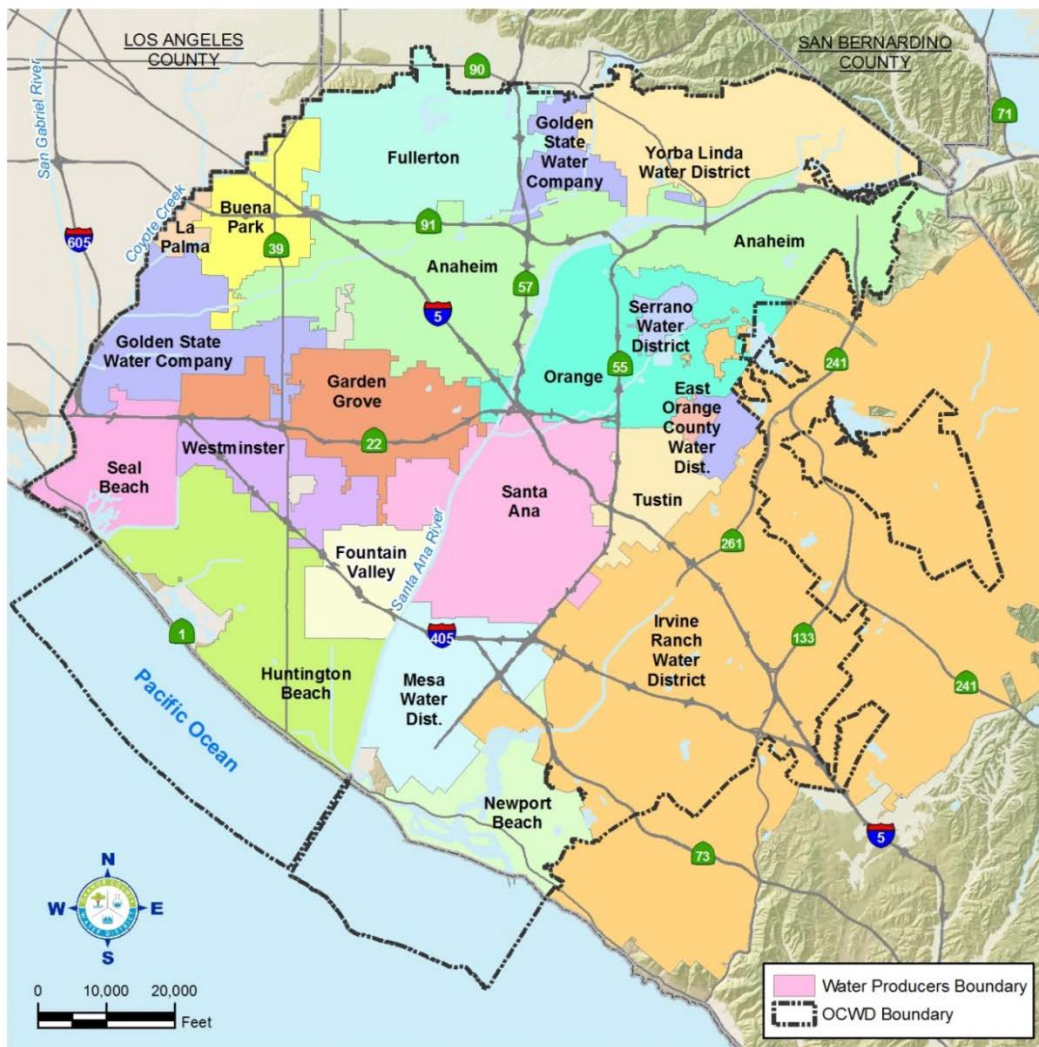 LOS ANGELES
COUNTY
SAN BERNARDINO
COUNTY
90
71
San Gabriel River
Fullerton
Golden
State
Water
Company
Yorba Linda
Water District
Coyote Creek
605
La
Palma
Buena
Park
39
91
Anaheim
Anaheim
57
5
Golden State
Water Company
Serrano
Water
District
Orange
55
241
Garden
Grove
East
Orange
County
Water
Dist.
22
Westminster
Seal
Beach
Santa
Ana
Tustin
261
Fountain
Valley
Santa Ana River
405
1
Irvine
Ranch
Water
District
133
241
Huntington
Beach
Mesa
Water
Dist.
Pacific Ocean
Newport
Beach
5
73
N
W
E
S
ORANGE COUNTY
WATER DISTRICT
0
10,000
20,000
Feet
Water Producers Boundary
OCWD Boundary